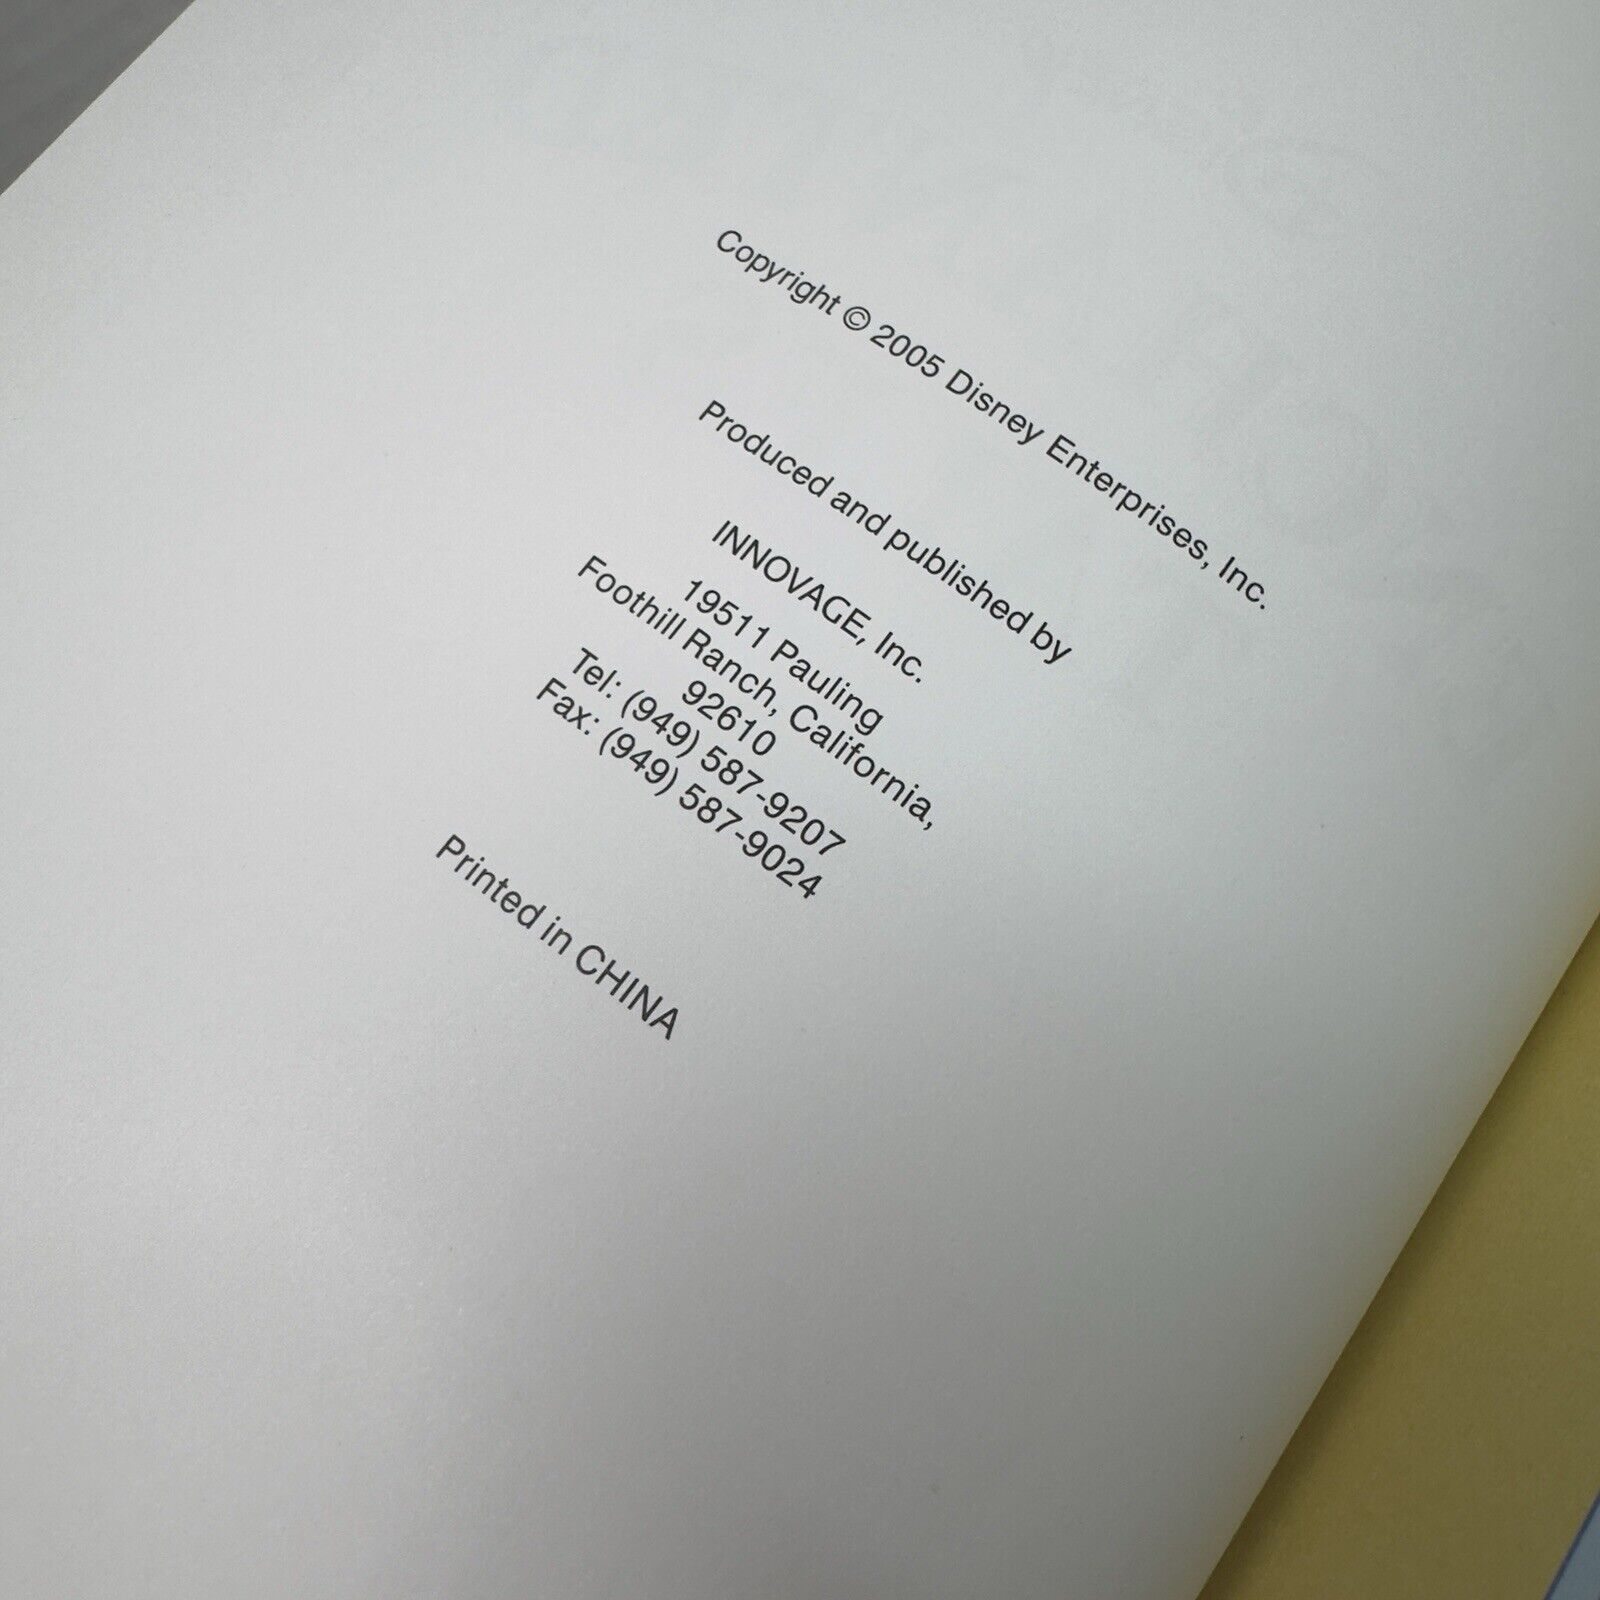 Copyright © 2005 Disney Enterprises, Inc.
Produced and published by
INNOVAGE, Inc.
19511 Pauling
Foothill Ranch, California,
92610
Tel: (949) 587-9207
Fax: (949) 587-9024
Printed in CHINA